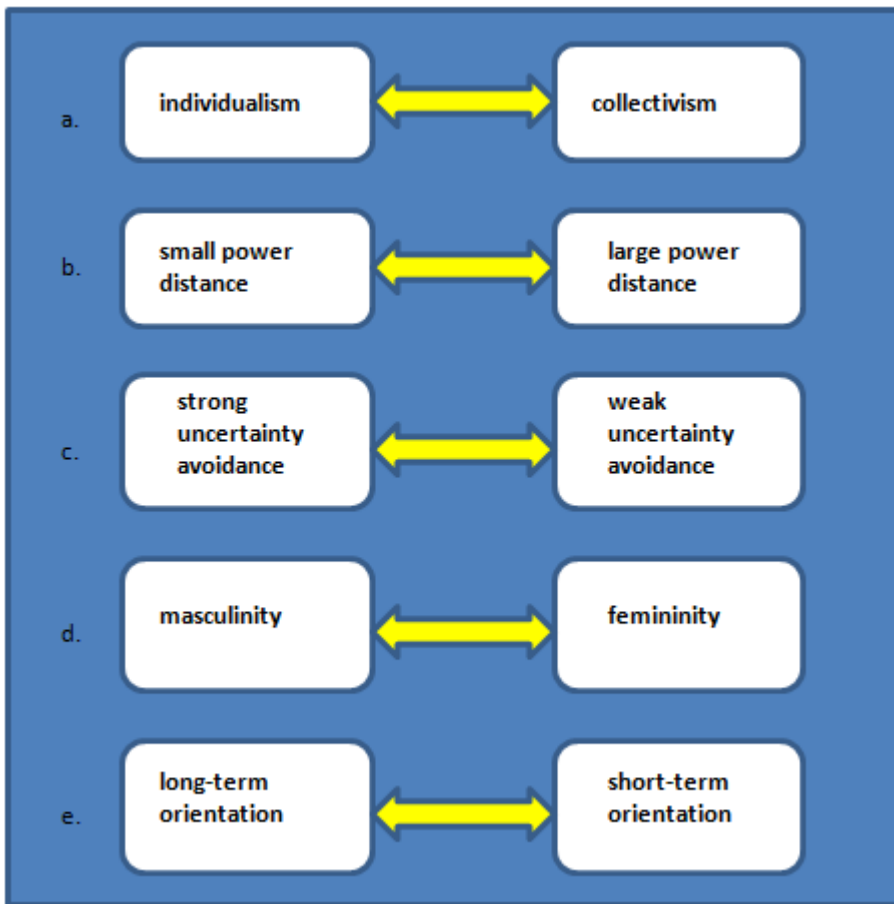 a.
individualism
collectivism
b.
small power
distance
large power
distance
c.
strong
uncertainty
avoidance
weak
uncertainty
avoidance
d.
masculinity
femininity
e.
long-term
orientation
short-term
orientation